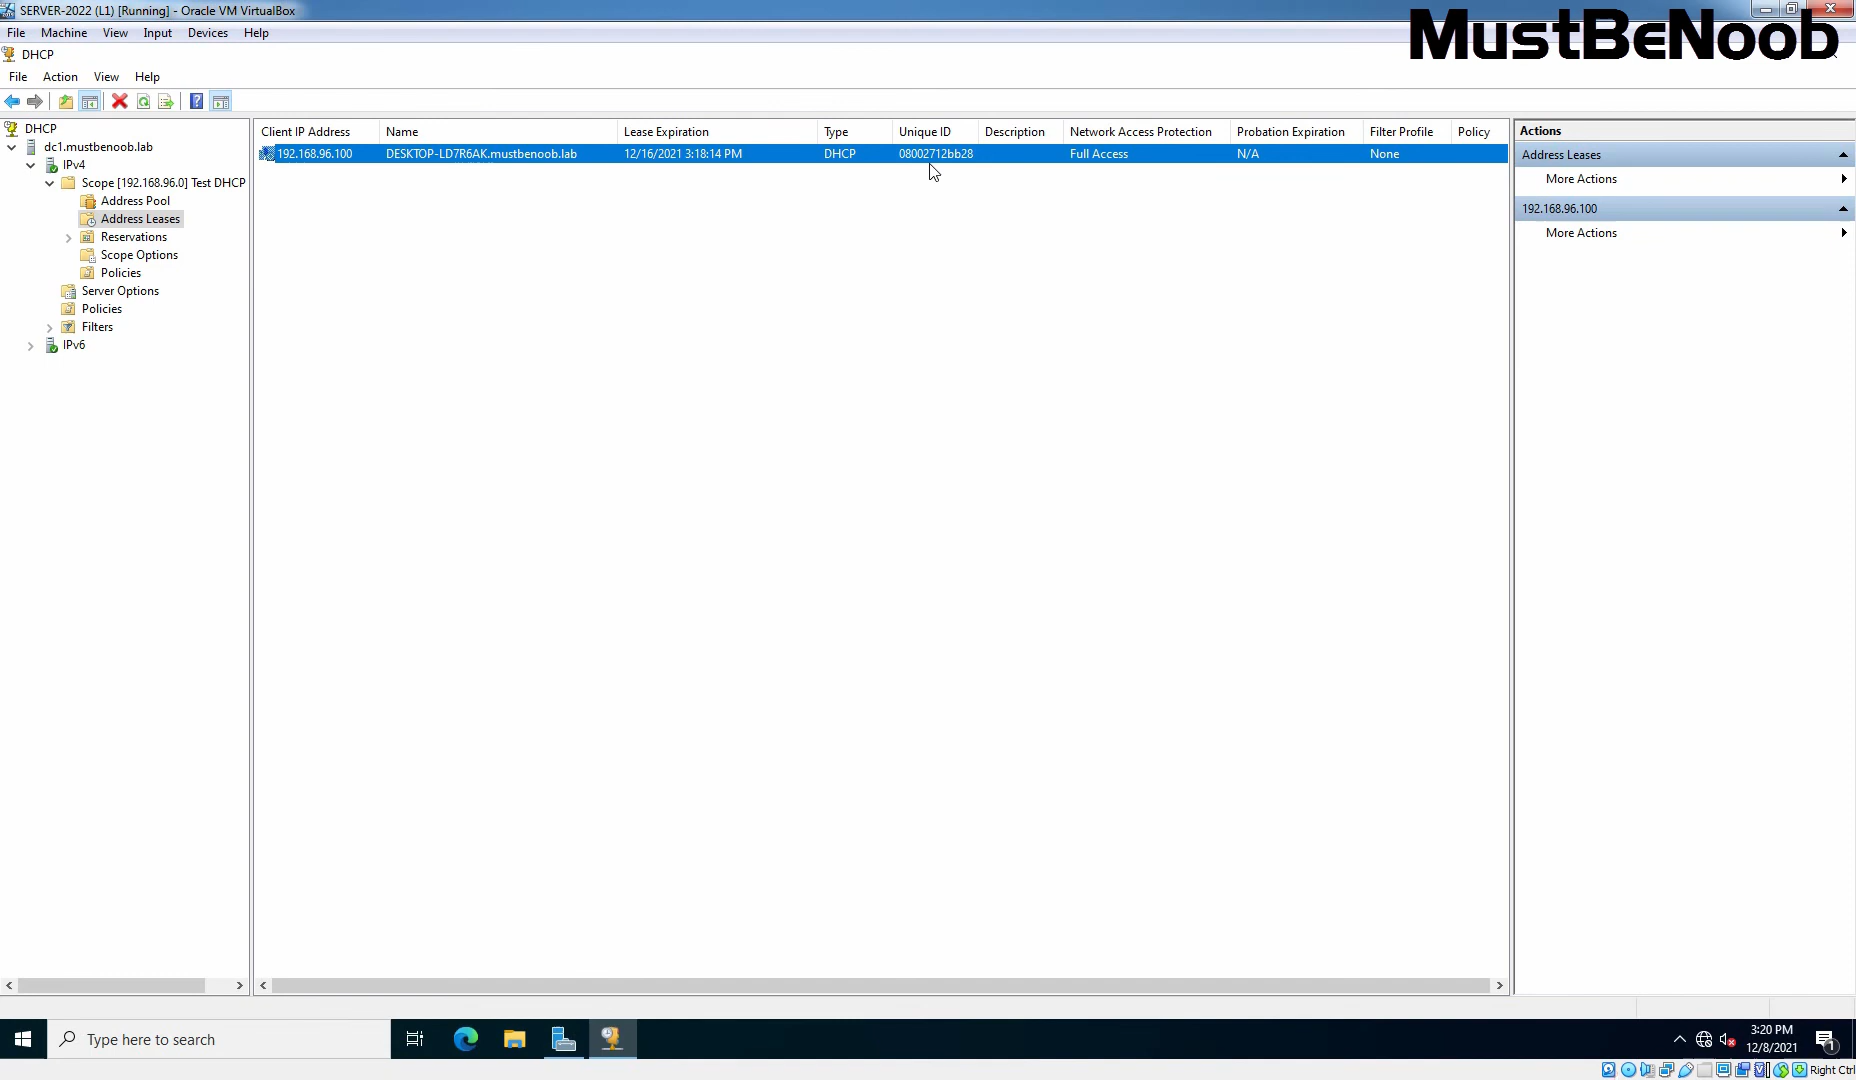 SERVER-2022 (L1) [Running] - Oracle VM VirtualBox
MustBeNoob
File Machine View Input Devices Help
DHCP
File Action View Help
DHCP
dc1.mustbenoob.lab
IPv4
Scope [192.168.96.0] Test DHCP
Address Pool
Address Leases
Reservations
Scope Options
Policies
Server Options
Policies
Filters
IPv6
Client IP Address Name Lease Expiration Type Unique ID Description Network Access Protection Probation Expiration Filter Profile Policy
192.168.96.100 DESKTOP-LD7R6AK.mustbenoob.lab 12/16/2021 3:18:14 PM DHCP 08002712bb28 Full Access N/A None
Actions
Address Leases
More Actions
192.168.96.100
More Actions
Type here to search
3:20 PM
12/8/2021
1
Right Ctrl